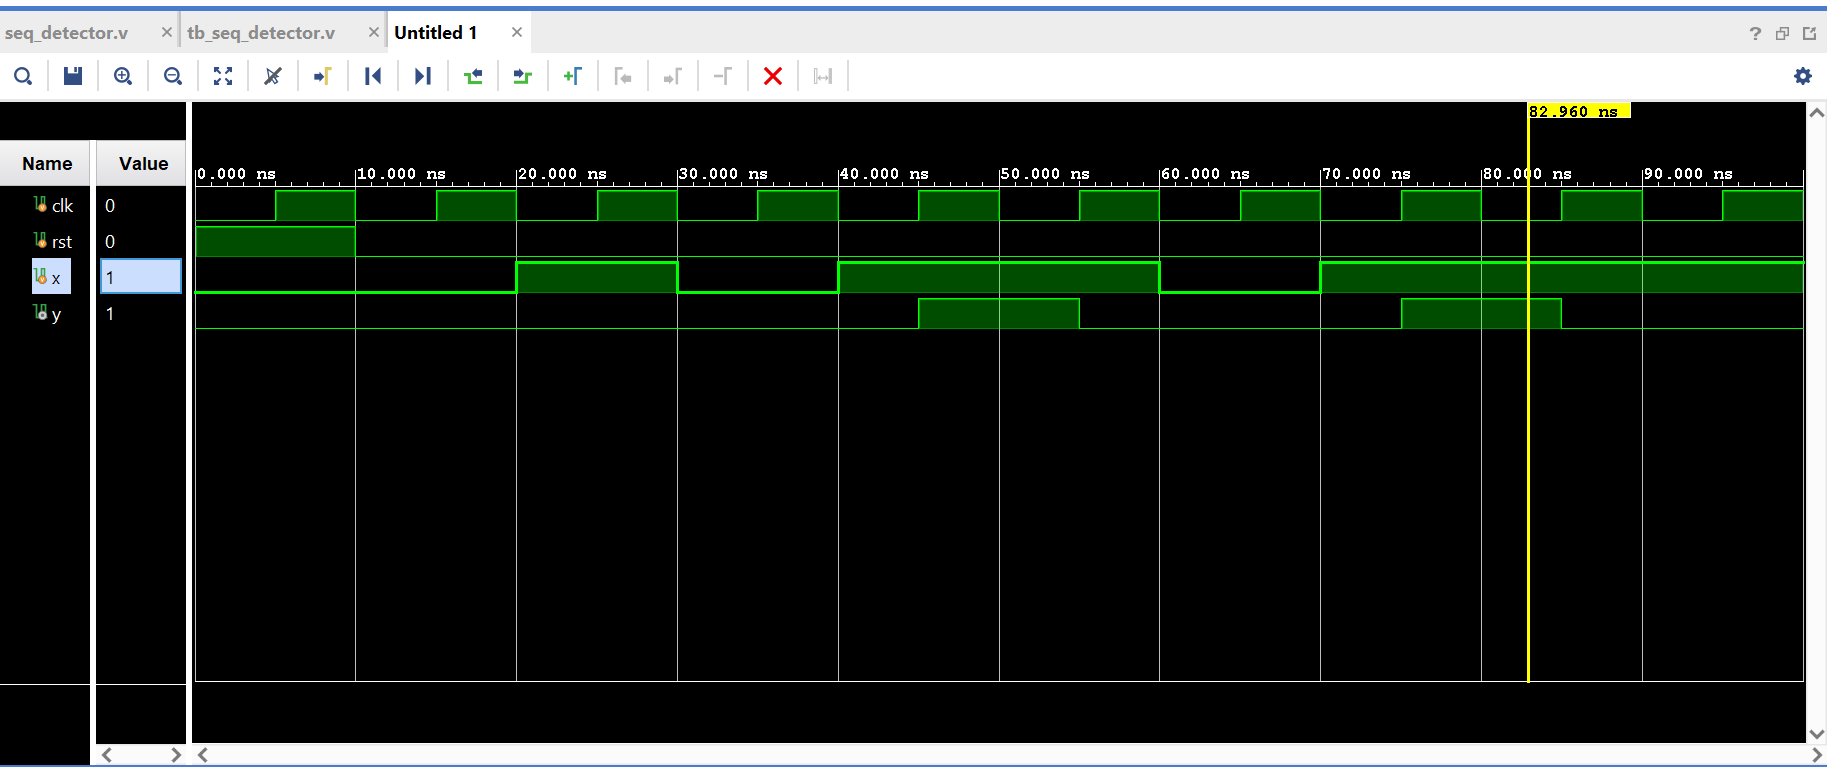 seq_detector.v × tb_seq_detector.v × Untitled 1 × ?
82.960 ns
Name Value
0.000 ns 10.000 ns 20.000 ns 30.000 ns 40.000 ns 50.000 ns 60.000 ns 70.000 ns 80.000 ns 90.000 ns
clk 0
rst 0
x 1
y 1